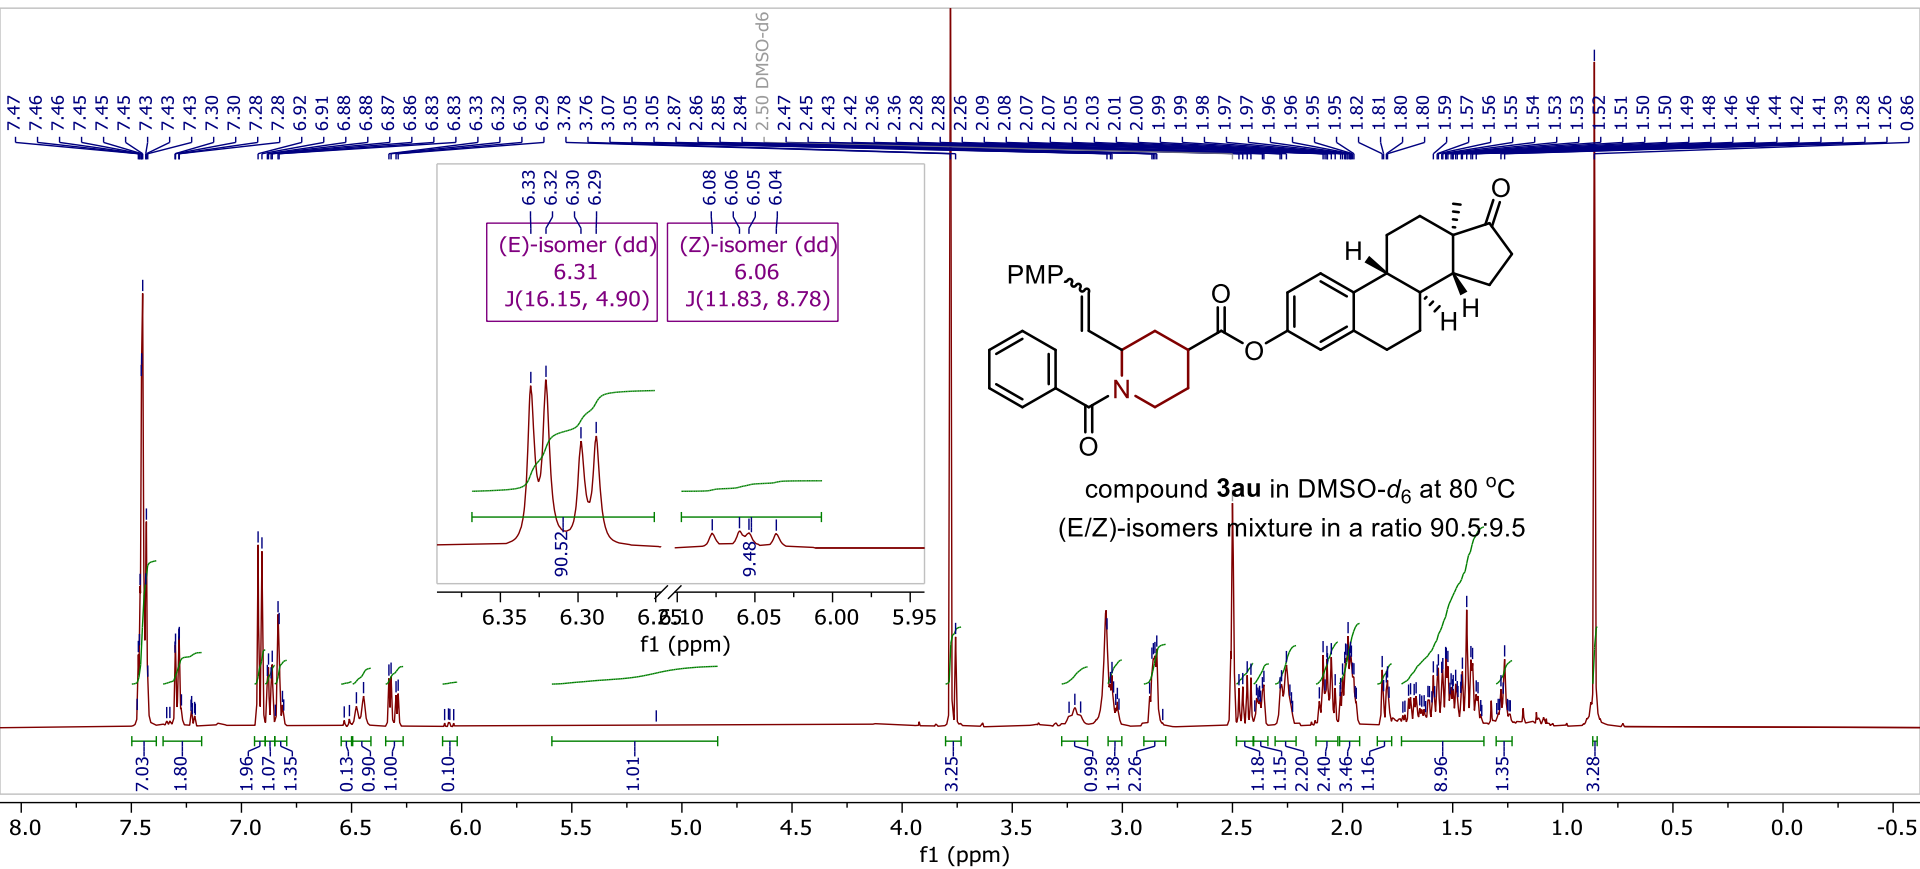 7.47 7.46 7.46 7.45 7.45 7.45 7.43 7.43 7.43 7.30 7.30 7.28 7.28 6.92 6.91 6.88 6.88 6.87 6.86 6.83 6.83 6.33 6.32 6.30 6.29 3.78 3.76 3.07 3.05 3.05 2.87 2.86 2.85 2.84 2.50 DMSO-d6 2.47 2.45 2.43 2.42 2.36 2.36 2.28 2.28 2.26 2.09 2.08 2.07 2.07 2.05 2.03 2.01 2.00 1.99 1.99 1.98 1.97 1.97 1.96 1.96 1.95 1.95 1.82 1.81 1.80 1.80 1.59 1.57 1.56 1.55 1.54 1.53 1.53 1.52 1.51 1.50 1.50 1.49 1.48 1.46 1.46 1.44 1.42 1.41 1.39 1.28 1.26 0.86
6.33 6.32 6.30 6.29 6.08 6.06 6.05 6.04
(E)-isomer (dd)
6.31
J(16.15, 4.90)
(Z)-isomer (dd)
6.06
J(11.83, 8.78)
90.52 9.48
6.35 6.30 6.25 6.10 6.05 6.00 5.95
f1 (ppm)
O
H
H
H
PMP
O
O
N
O
compound 3au in DMSO-d6 at 80 °C
(E/Z)-isomers mixture in a ratio 90.5:9.5
7.03 1.80 1.96 1.07 1.35 0.13 0.90 1.00 0.10 1.01 3.25 0.99 1.38 2.26 1.18 1.15 2.20 2.40 3.46 1.16 8.96 1.35 3.28
8.0 7.5 7.0 6.5 6.0 5.5 5.0 4.5 4.0 3.5 3.0 2.5 2.0 1.5 1.0 0.5 0.0 -0.5
f1 (ppm)